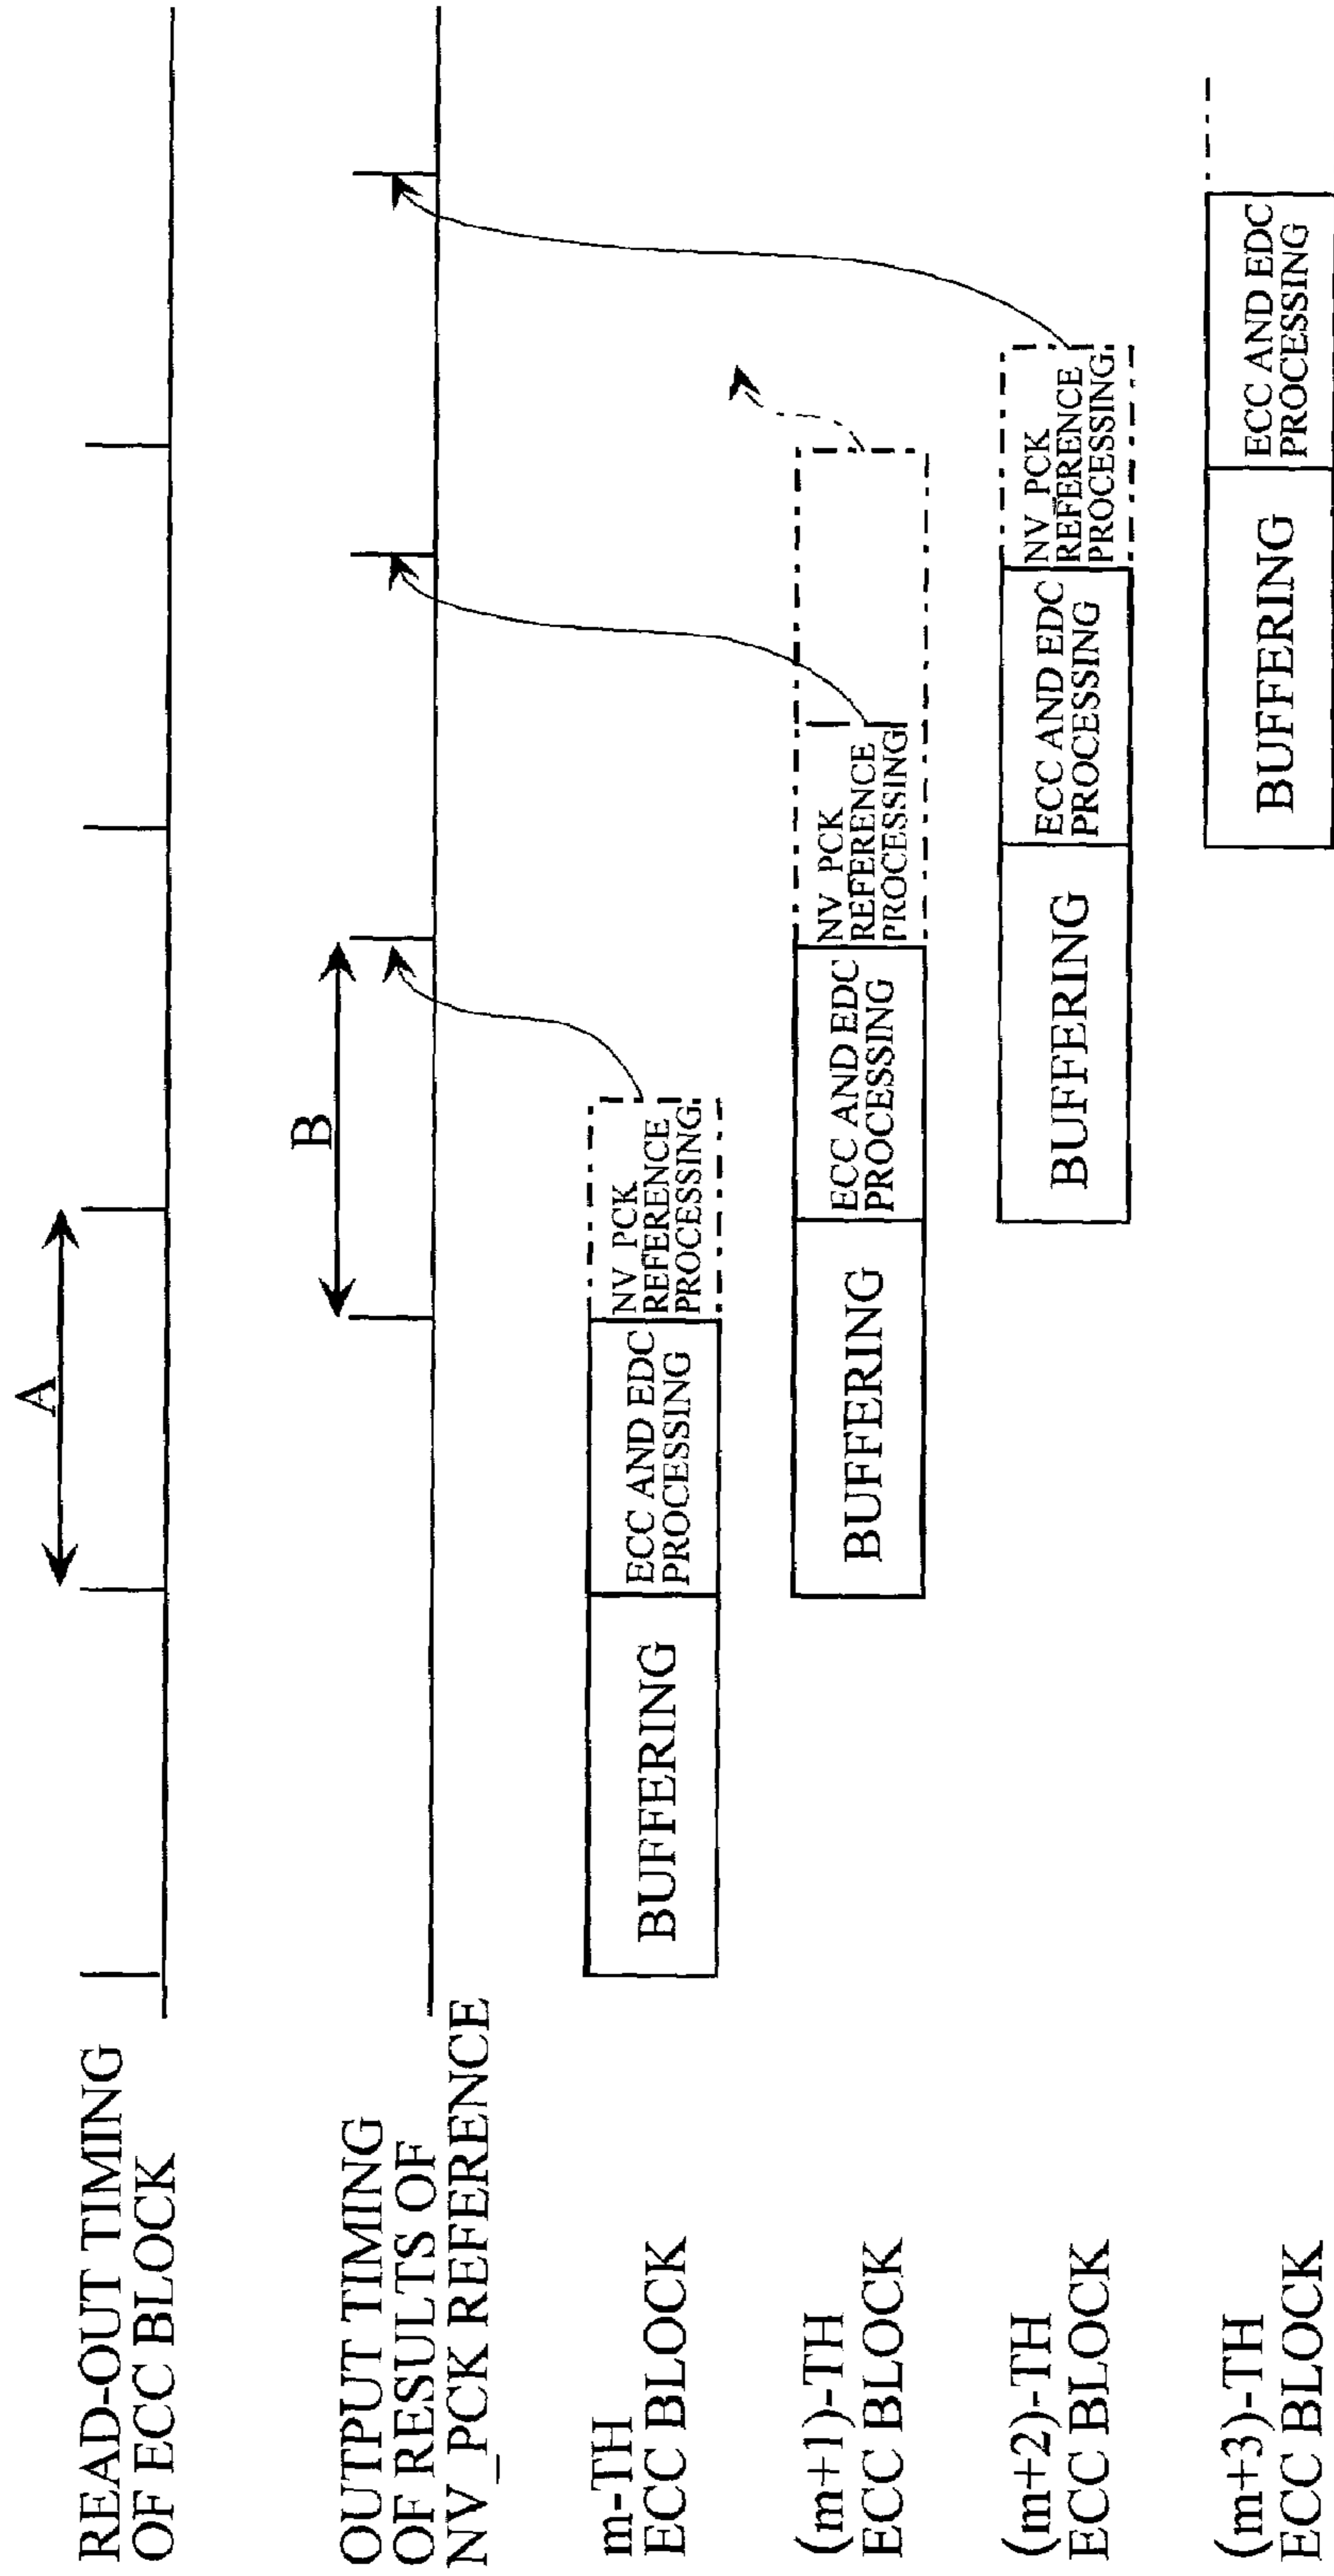 READ-OUT TIMING
OF ECC BLOCK
A
OUTPUT TIMING
OF RESULTS OF
NV_PCK REFERENCE
B
m-TH
ECC BLOCK
BUFFERING
ECC AND EDC
PROCESSING
NV_PCK
REFERENCE
PROCESSING
(m+1)-TH
ECC BLOCK
BUFFERING
ECC AND EDC
PROCESSING
NV_PCK
REFERENCE
PROCESSING
(m+2)-TH
ECC BLOCK
BUFFERING
ECC AND EDC
PROCESSING
NV_PCK
REFERENCE
PROCESSING
(m+3)-TH
ECC BLOCK
BUFFERING
ECC AND EDC
PROCESSING